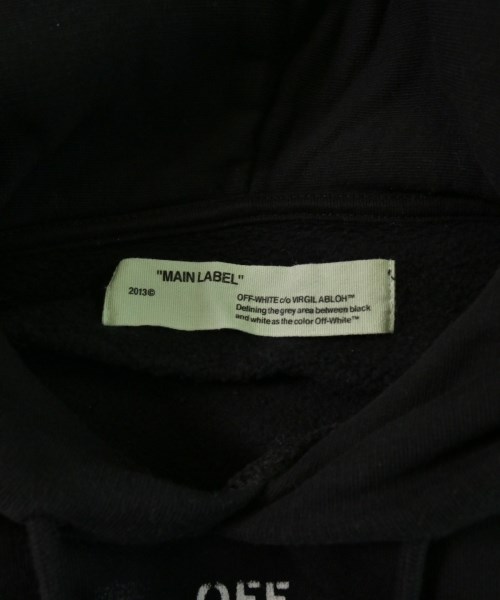 "MAIN LABEL"
2013©
OFF-WHITE c/o VIRGIL ABLOH™
Defining the grey area between black
and white as the color Off-White™
OFF